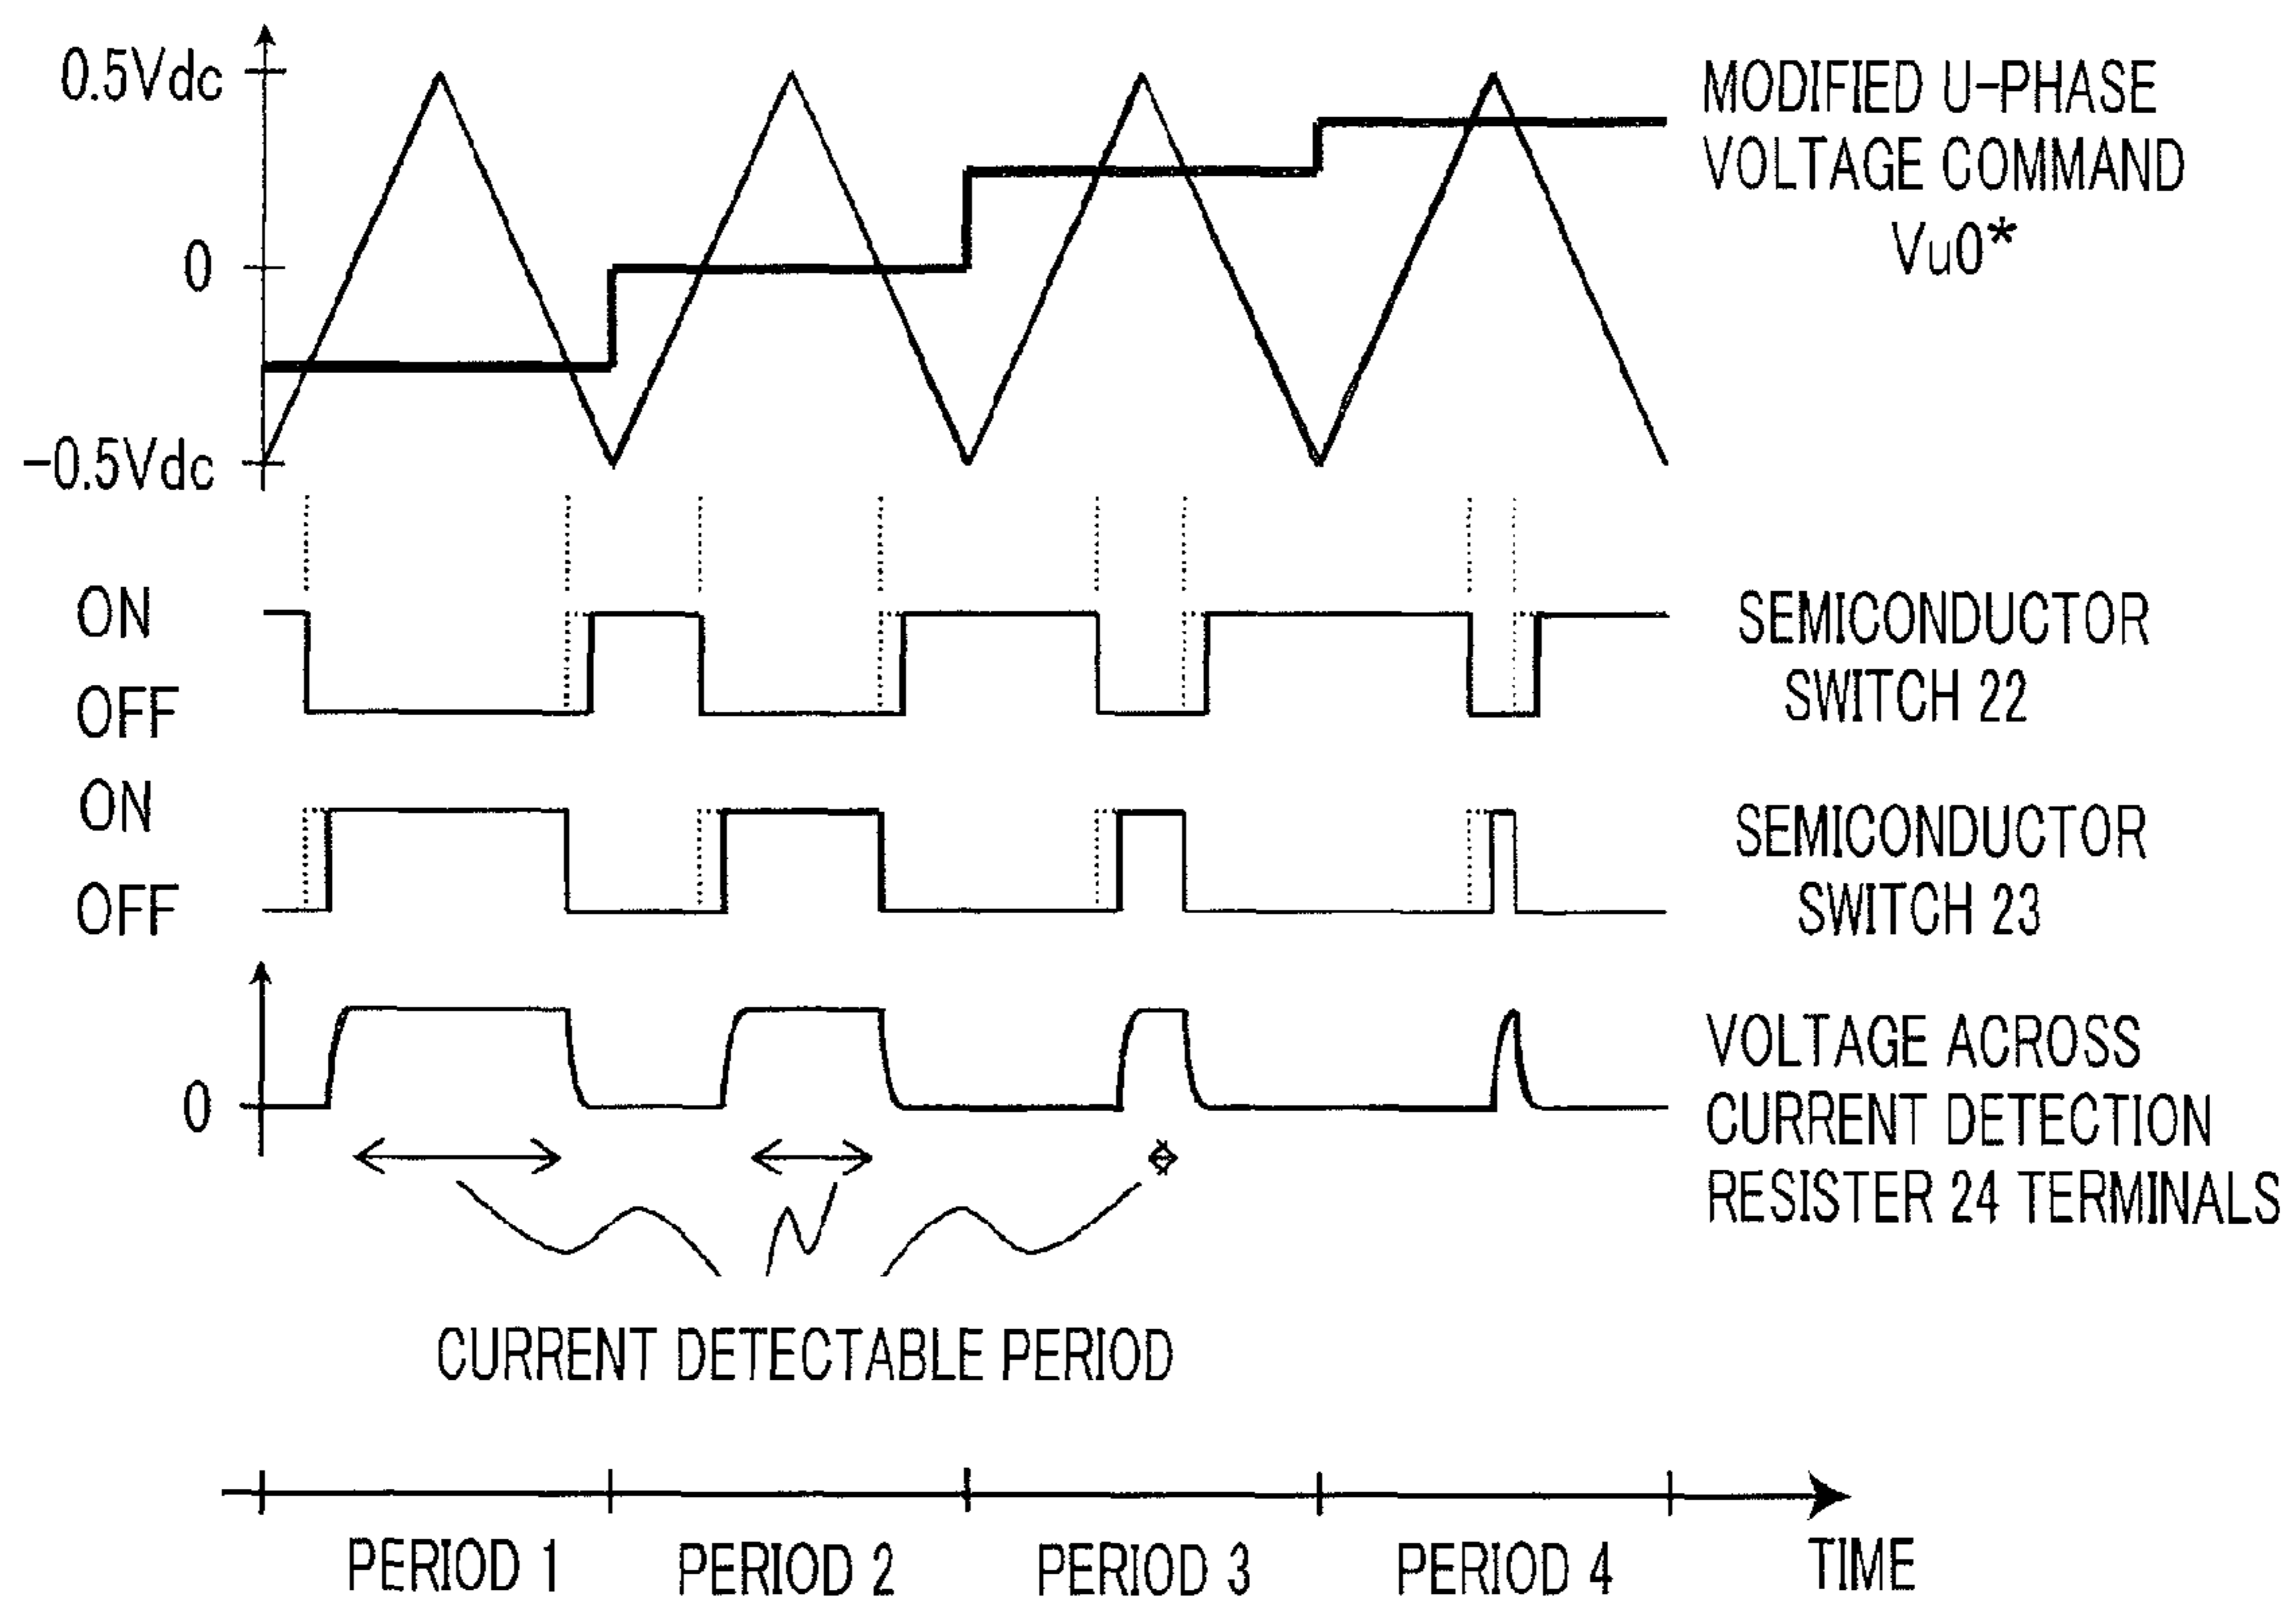 0.5Vdc
0
-0.5Vdc
MODIFIED U-PHASE
VOLTAGE COMMAND
Vu0*
ON
OFF
SEMICONDUCTOR
SWITCH 22
ON
OFF
SEMICONDUCTOR
SWITCH 23
0
VOLTAGE ACROSS
CURRENT DETECTION
RESISTER 24 TERMINALS
CURRENT DETECTABLE PERIOD
PERIOD 1
PERIOD 2
PERIOD 3
PERIOD 4
TIME